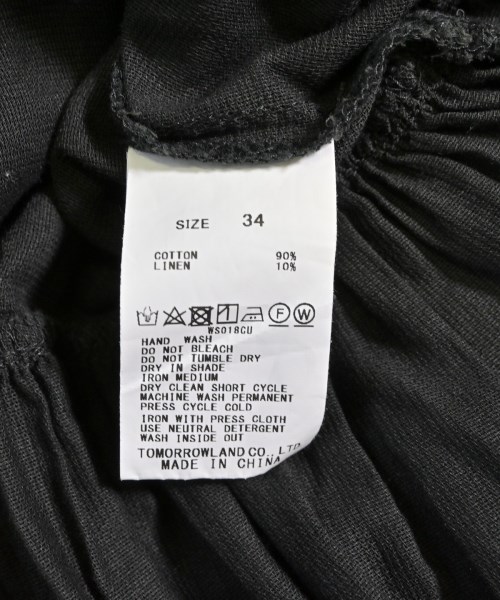 SIZE 34
COTTON 90%
LINEN 10%
F W
WS018CU
HAND WASH
DO NOT BLEACH
DO NOT TUMBLE DRY
DRY IN SHADE
IRON MEDIUM
DRY CLEAN SHORT CYCLE
MACHINE WASH PERMANENT
PRESS CYCLE COLD
IRON WITH PRESS CLOTH
USE NEUTRAL DETERGENT
WASH INSIDE OUT
TOMORROWLAND CO., LTD
MADE IN CHINA